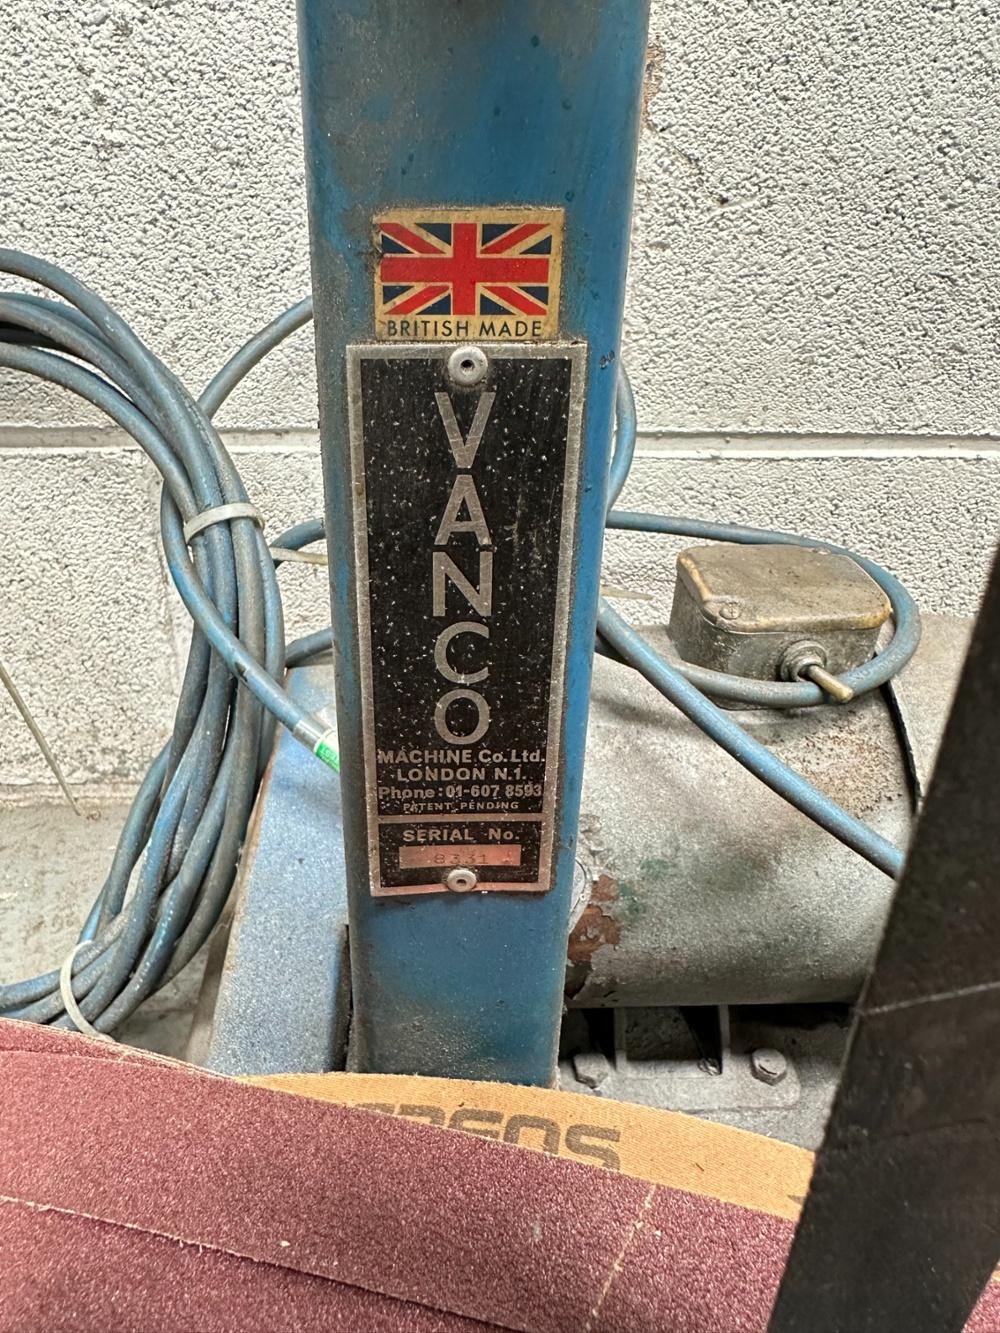 BRITISH MADE
VANCO
MACHINE Co. Ltd.
LONDON N.1.
Phone: 01-607 8593
PATENT PENDING
SERIAL No.
8331